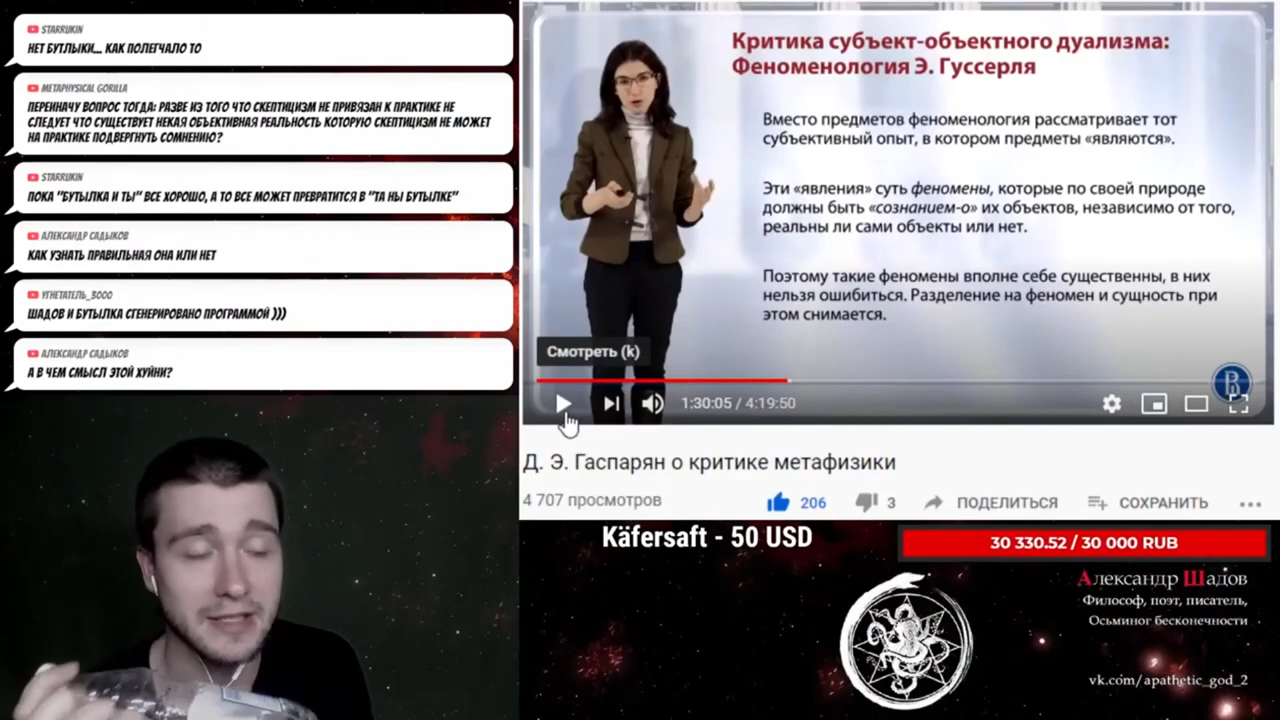 STARRUKIN
НЕТ БУТЛЫКИ... КАК ПОЛЕГЧАЛО ТО
METAPHYSICAL GORILLA
ПЕРЕИНАЧУ ВОПРОС ТОГДА: РАЗВЕ ИЗ ТОГО ЧТО СКЕПТИЦИЗМ НЕ ПРИВЯЗАН К ПРАКТИКЕ НЕ
СЛЕДУЕТ ЧТО СУЩЕСТВУЕТ НЕКАЯ ОБЪЕКТИВНАЯ РЕАЛЬНОСТЬ КОТОРУЮ СКЕПТИЦИЗМ НЕ МОЖЕТ
НА ПРАКТИКЕ ПОДВЕРГНУТЬ СОМНЕНИЮ?
STARRUKIN
ПОКА "БУТЫЛКА И ТЫ" ВСЕ ХОРОШО, А ТО ВСЕ МОЖЕТ ПРЕВРАТИТСЯ В "ТА НЫ БУТЫЛКЕ"
АЛЕКСАНДР САДЫКОВ
КАК УЗНАТЬ ПРАВИЛЬНАЯ ОНА ИЛИ НЕТ
УГНЕТАТЕЛЬ_3000
ШАДОВ И БУТЫЛКА СГЕНЕРИРОВАНО ПРОГРАММОЙ )))
АЛЕКСАНДР САДЫКОВ
А В ЧЕМ СМЫСЛ ЭТОЙ ХУЙНИ?
Критика субъект-объектного дуализма:
Феноменология Э. Гуссерля
Вместо предметов феноменология рассматривает тот
субъективный опыт, в котором предметы «являются».
Эти «явления» суть феномены, которые по своей природе
должны быть «сознанием-о» их объектов, независимо от того,
реальны ли сами объекты или нет.
Поэтому такие феномены вполне себе существенны, в них
нельзя ошибиться. Разделение на феномен и сущность при
этом снимается.
Смотреть (k)
1:30:05 / 4:19:50
Д. Э. Гаспарян о критике метафизики
4 707 просмотров
206
3
ПОДЕЛИТЬСЯ
СОХРАНИТЬ
Käfersaft - 50 USD
30 330.52 / 30 000 RUB
Александр Шадов
Философ, поэт, писатель,
Осьминог бесконечности
vk.com/apathetic_god_2